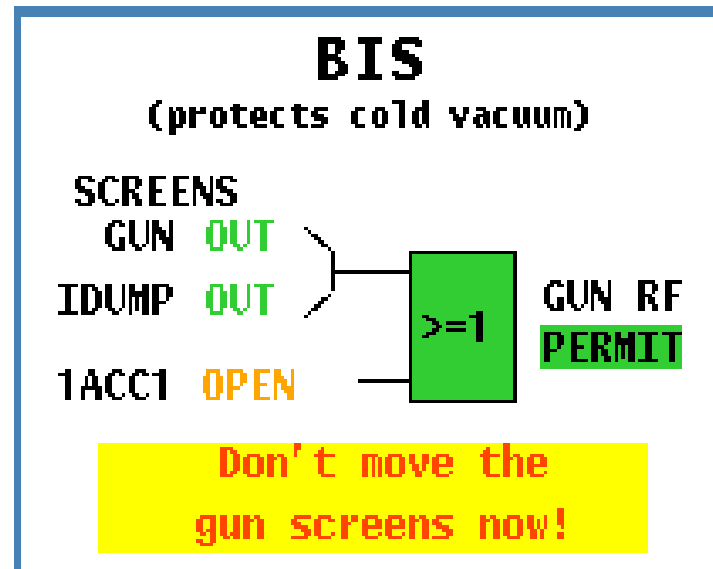 BIS
(protects cold vacuum)
SCREENS
GUN OUT
IDUMP OUT
>=1
GUN RF
PERMIT
1ACC1 OPEN
Don't move the
gun screens now!